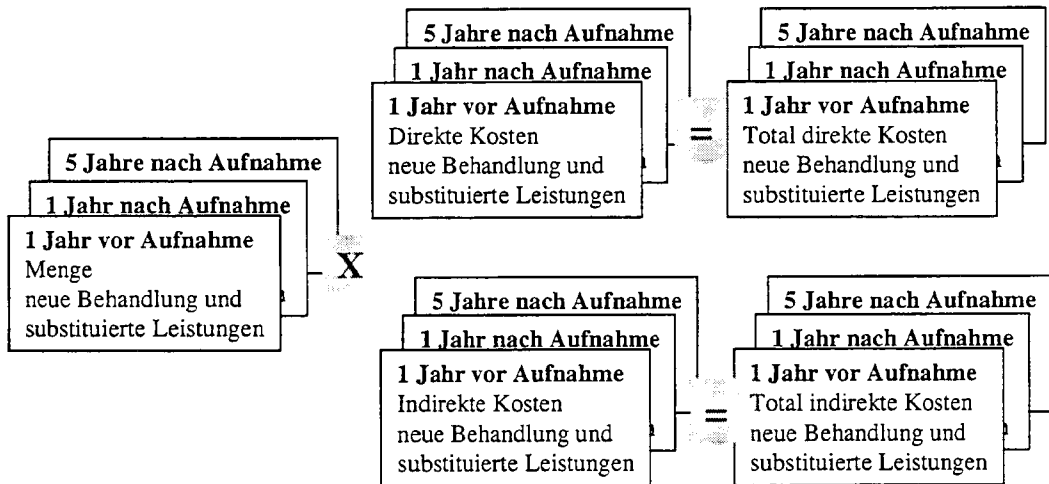 5 Jahre nach Aufnahme
1 Jahr nach Aufnahme
1 Jahr vor Aufnahme
Menge
neue Behandlung und
substituierte Leistungen
X
5 Jahre nach Aufnahme
1 Jahr nach Aufnahme
1 Jahr vor Aufnahme
Direkte Kosten
neue Behandlung und
substituierte Leistungen
=
5 Jahre nach Aufnahme
1 Jahr nach Aufnahme
1 Jahr vor Aufnahme
Total direkte Kosten
neue Behandlung und
substituierte Leistungen
5 Jahre nach Aufnahme
1 Jahr nach Aufnahme
1 Jahr vor Aufnahme
Indirekte Kosten
neue Behandlung und
substituierte Leistungen
=
5 Jahre nach Aufnahme
1 Jahr nach Aufnahme
1 Jahr vor Aufnahme
Total indirekte Kosten
neue Behandlung und
substituierte Leistungen